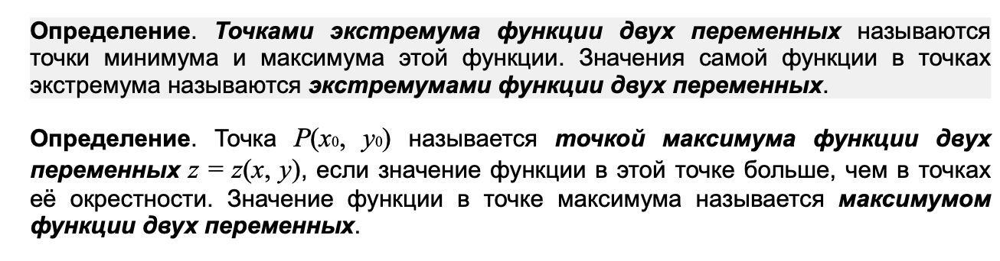 Определение. Точками экстремума функции двух переменных называются
точки минимума и максимума этой функции. Значения самой функции в точках
экстремума называются экстремумами функции двух переменных.
Определение. Точка P(x₀, y₀) называется точкой максимума функции двух
переменных z = z(x, y), если значение функции в этой точке больше, чем в точках
её окрестности. Значение функции в точке максимума называется максимумом
функции двух переменных.